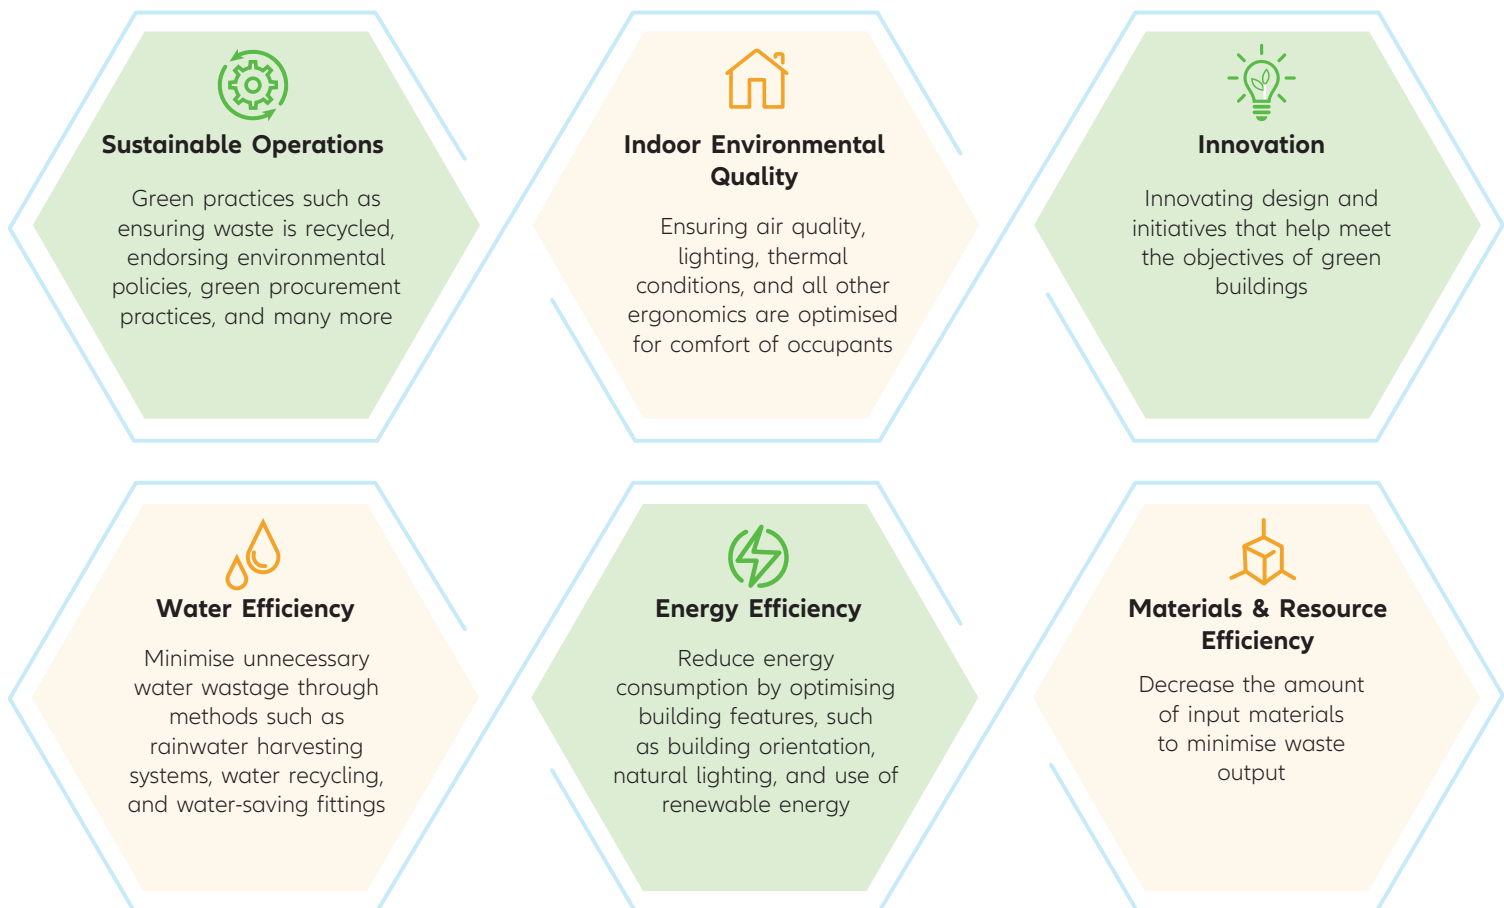 Sustainable Operations
Green practices such as
ensuring waste is recycled,
endorsing environmental
policies, green procurement
practices, and many more
Indoor Environmental
Quality
Ensuring air quality,
lighting, thermal
conditions, and all other
ergonomics are optimised
for comfort of occupants
Innovation
Innovating design and
initiatives that help meet
the objectives of green
buildings
Water Efficiency
Minimise unnecessary
water wastage through
methods such as
rainwater harvesting
systems, water recycling,
and water-saving fittings
Energy Efficiency
Reduce energy
consumption by optimising
building features, such
as building orientation,
natural lighting, and use of
renewable energy
Materials & Resource
Efficiency
Decrease the amount
of input materials
to minimise waste
output